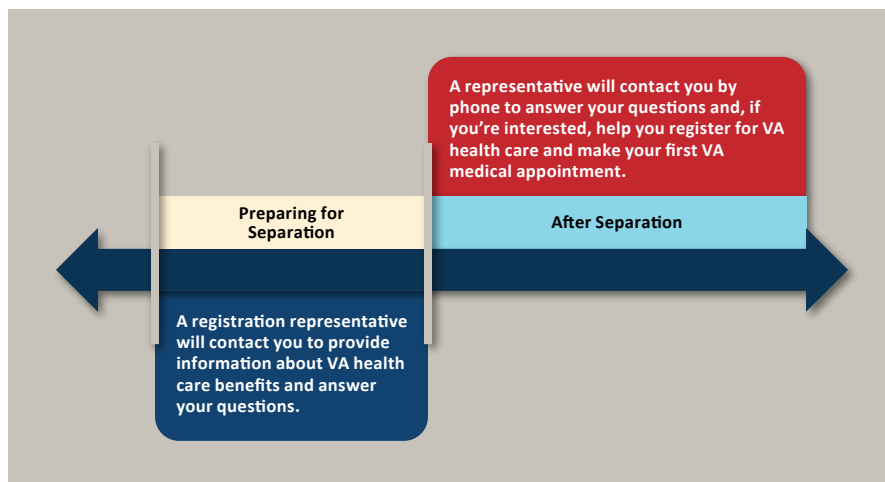 A representative will contact you by
phone to answer your questions and, if
you’re interested, help you register for VA
health care and make your first VA
medical appointment.
Preparing for
Separation
After Separation
A registration representative
will contact you to provide
information about VA health
care benefits and answer
your questions.